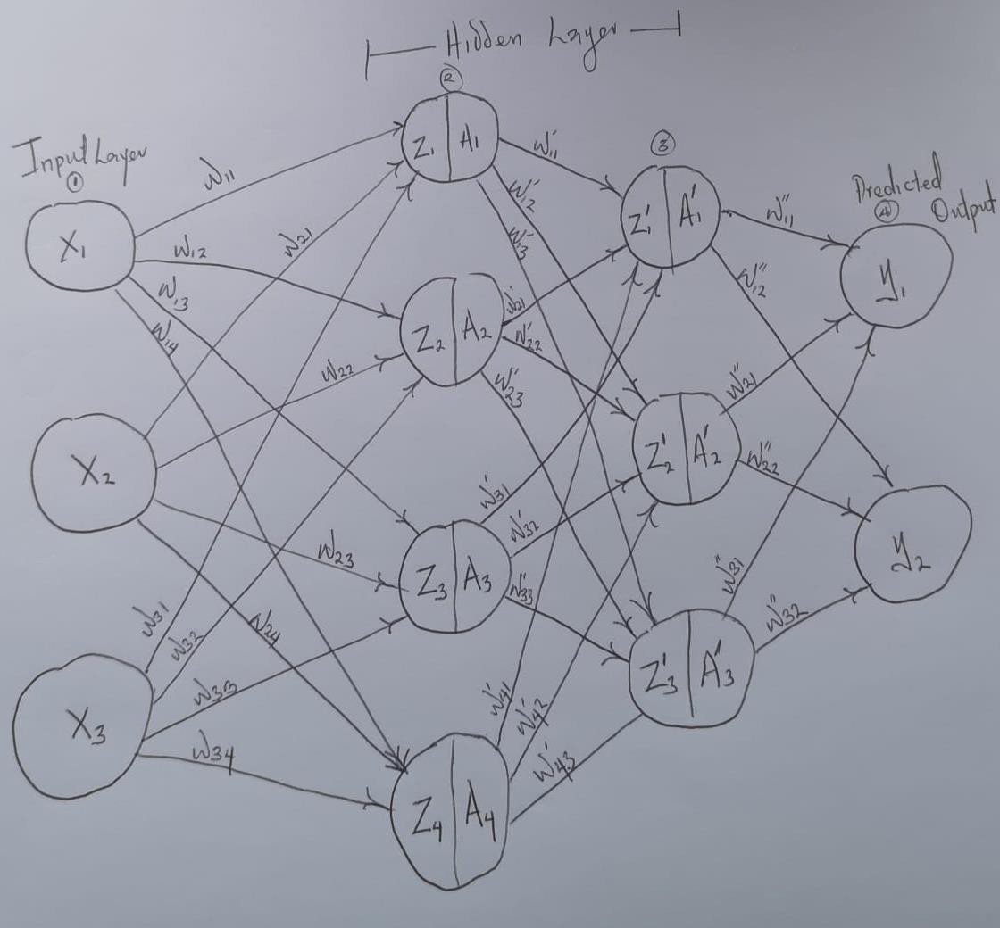 Hidden Layer
②
Input Layer
①
X₁
X₂
X₃
W₁₁
W₁₂
W₁₃
W₁₄
W₂₁
W₂₂
W₂₃
W₂₄
W₃₁
W₃₂
W₃₃
W₃₄
Z₁ A₁
Z₂ A₂
Z₃ A₃
Z₄ A₄
W'₁₁
W'₁₂
W'₁₃
W'₂₁
W'₂₂
W'₂₃
W'₃₁
W'₃₂
W'₃₃
W'₄₁
W'₄₂
W'₄₃
③
Z'₁ A'₁
Z'₂ A'₂
Z'₃ A'₃
W''₁₁
W''₁₂
W''₂₁
W''₂₂
W''₃₁
W''₃₂
Predicted
④ Output
y₁
y₂